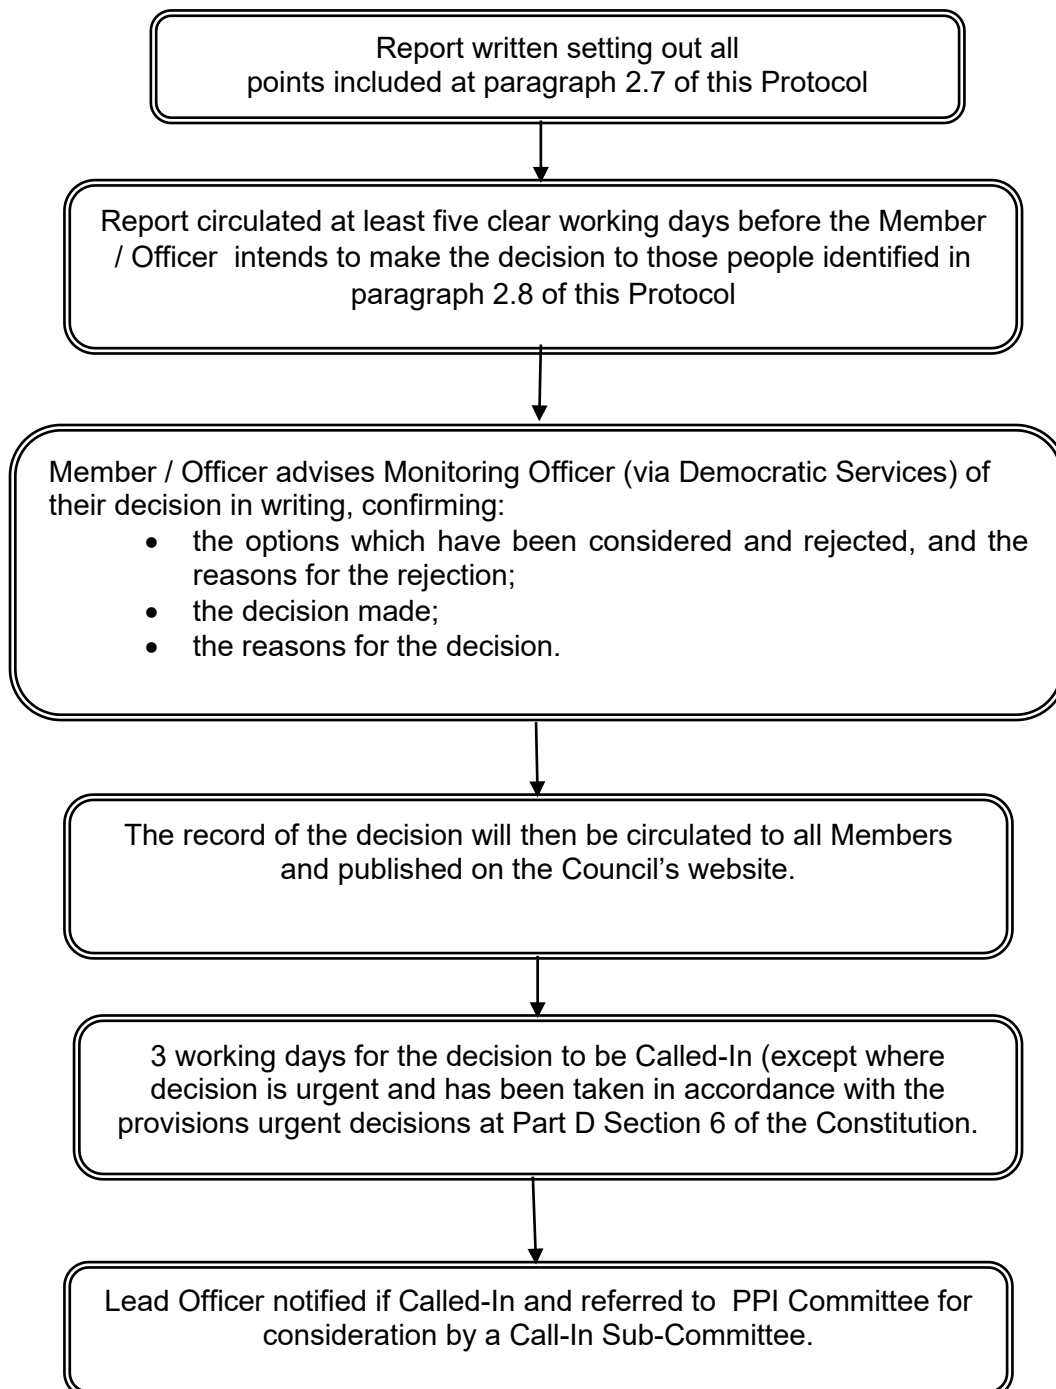 Report written setting out all
points included at paragraph 2.7 of this Protocol
Report circulated at least five clear working days before the Member
/ Officer intends to make the decision to those people identified in
paragraph 2.8 of this Protocol
Member / Officer advises Monitoring Officer (via Democratic Services) of
their decision in writing, confirming:
• the options which have been considered and rejected, and the
reasons for the rejection;
• the decision made;
• the reasons for the decision.
The record of the decision will then be circulated to all Members
and published on the Council’s website.
3 working days for the decision to be Called-In (except where
decision is urgent and has been taken in accordance with the
provisions urgent decisions at Part D Section 6 of the Constitution.
Lead Officer notified if Called-In and referred to PPI Committee for
consideration by a Call-In Sub-Committee.